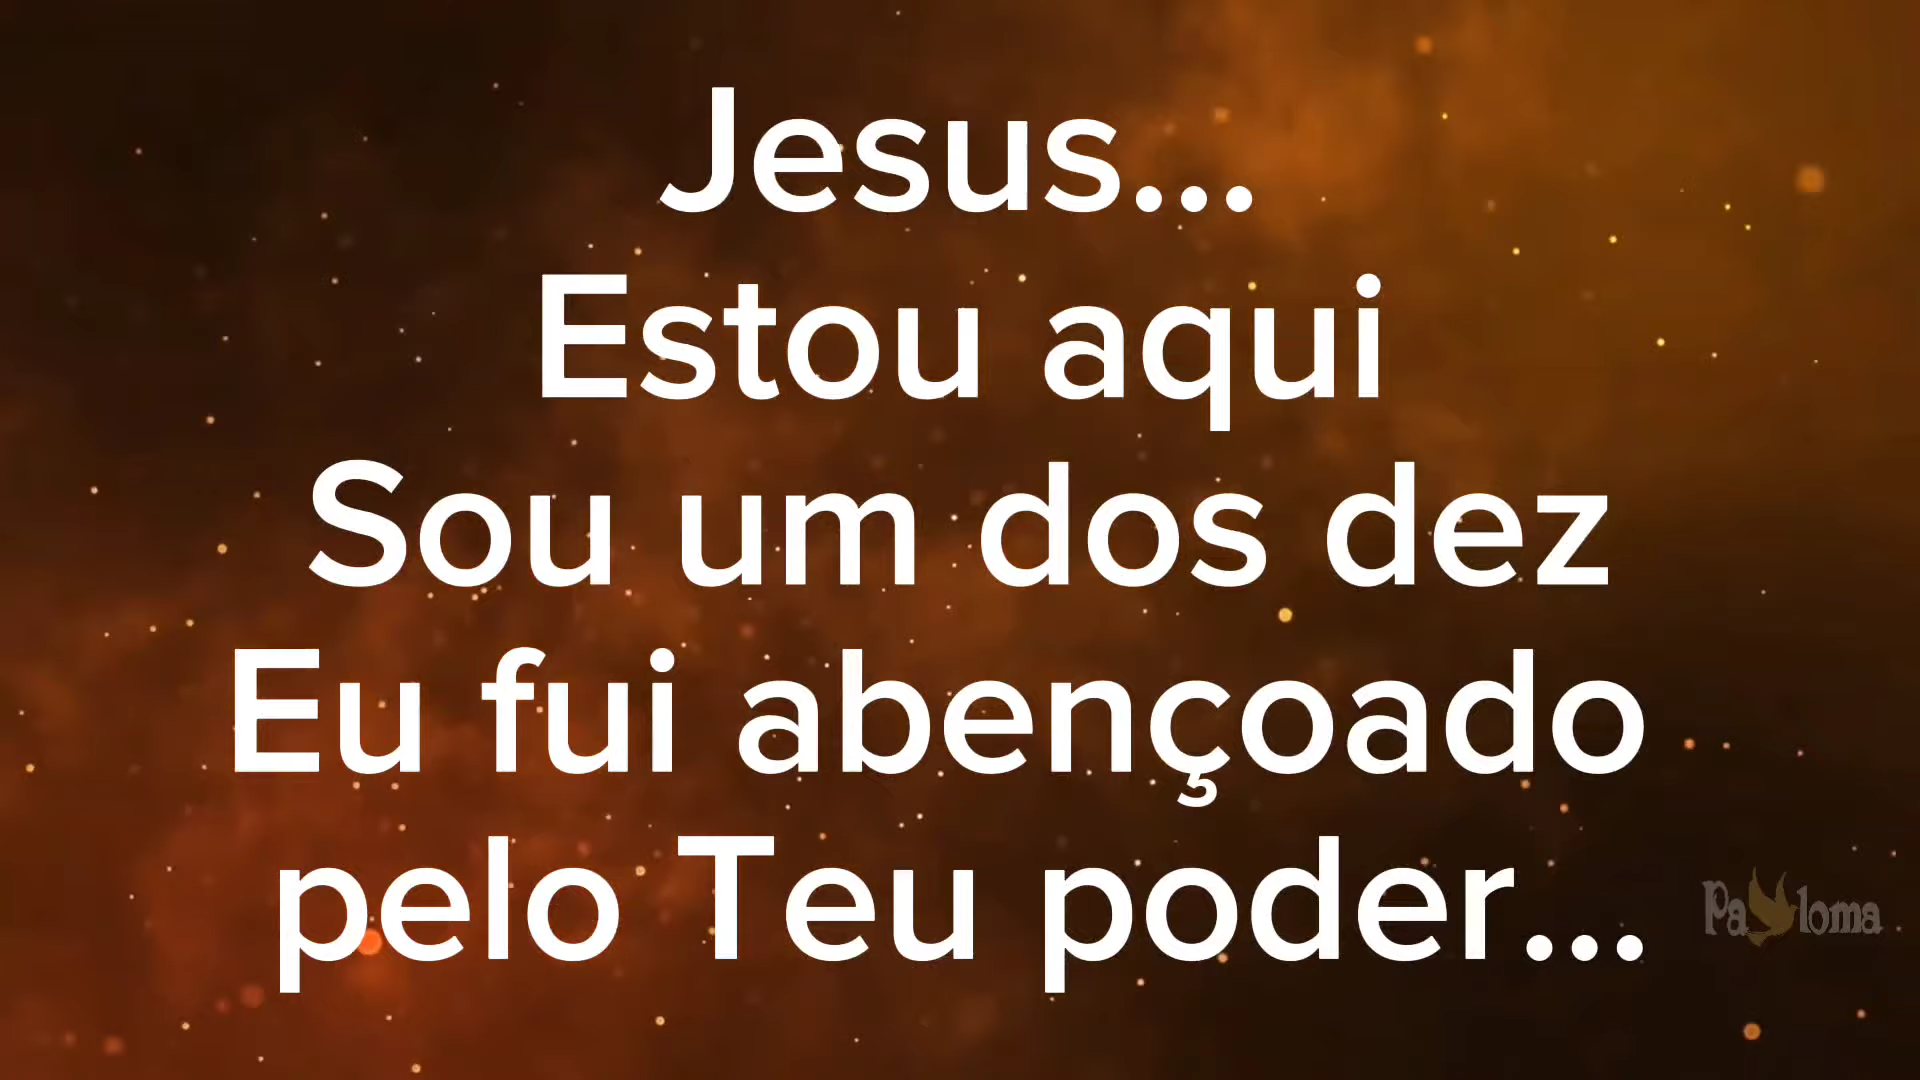 Jesus...
Estou aqui
Sou um dos dez
Eu fui abençoado
pelo Teu poder...
Paloma